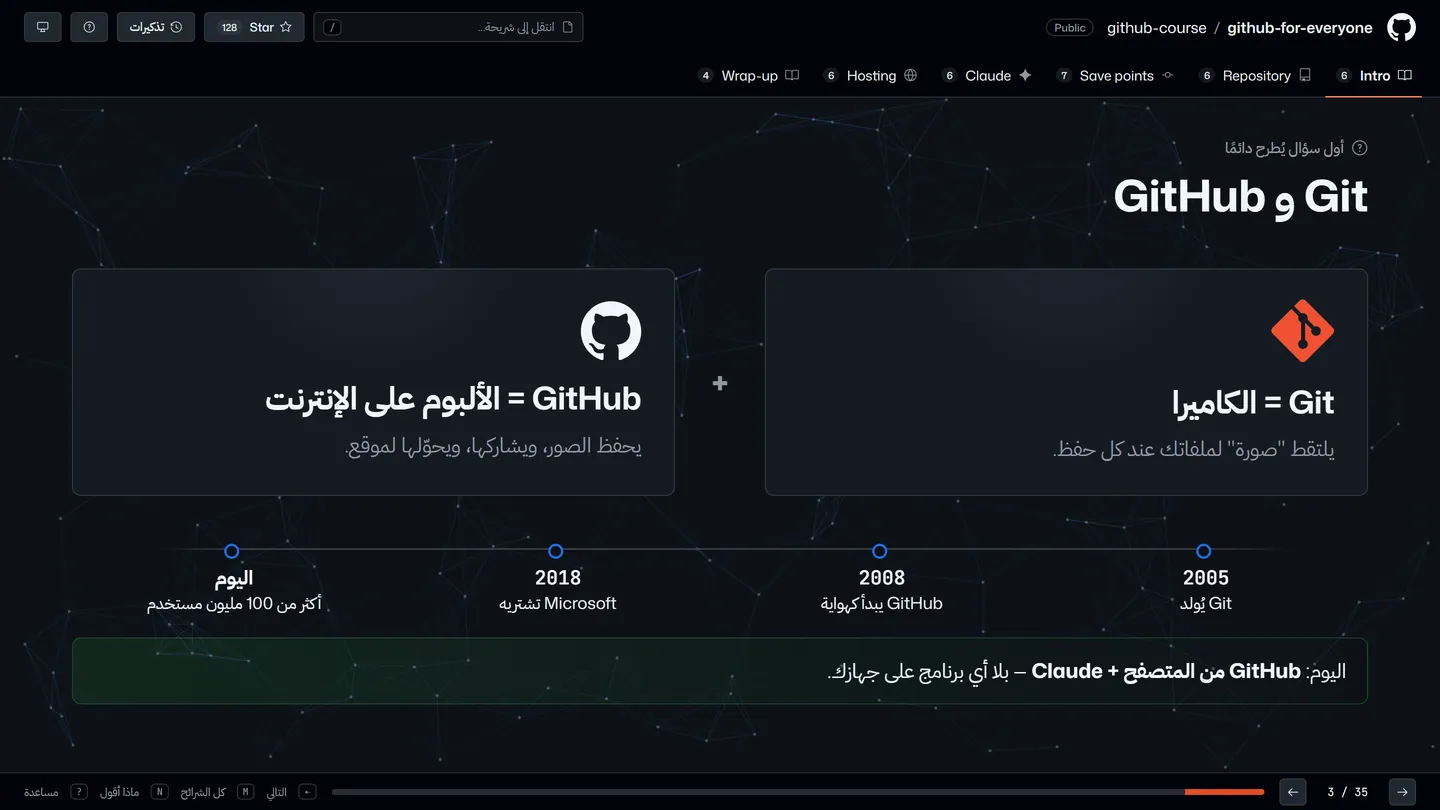 github-course / github-for-everyone
Public
انتقل إلى شريحة...
/
Star 128
تذكيرات
Intro 6
Repository 6
Save points 7
Claude 6
Hosting 6
Wrap-up 4
أول سؤال يُطرح دائمًا
Git و GitHub
Git = الكاميرا
يلتقط "صورة" لملفاتك عند كل حفظ.
+
GitHub = الألبوم على الإنترنت
يحفظ الصور، ويشاركها، ويحوّلها لموقع.
2005
Git يُولد
2008
GitHub يبدأ كهواية
2018
Microsoft تشتريه
اليوم
أكثر من 100 مليون مستخدم
اليوم: GitHub من المتصفح + Claude – بلا أي برنامج على جهازك.
3 / 35
← التالي
M كل الشرائح
N ماذا أقول
? مساعدة